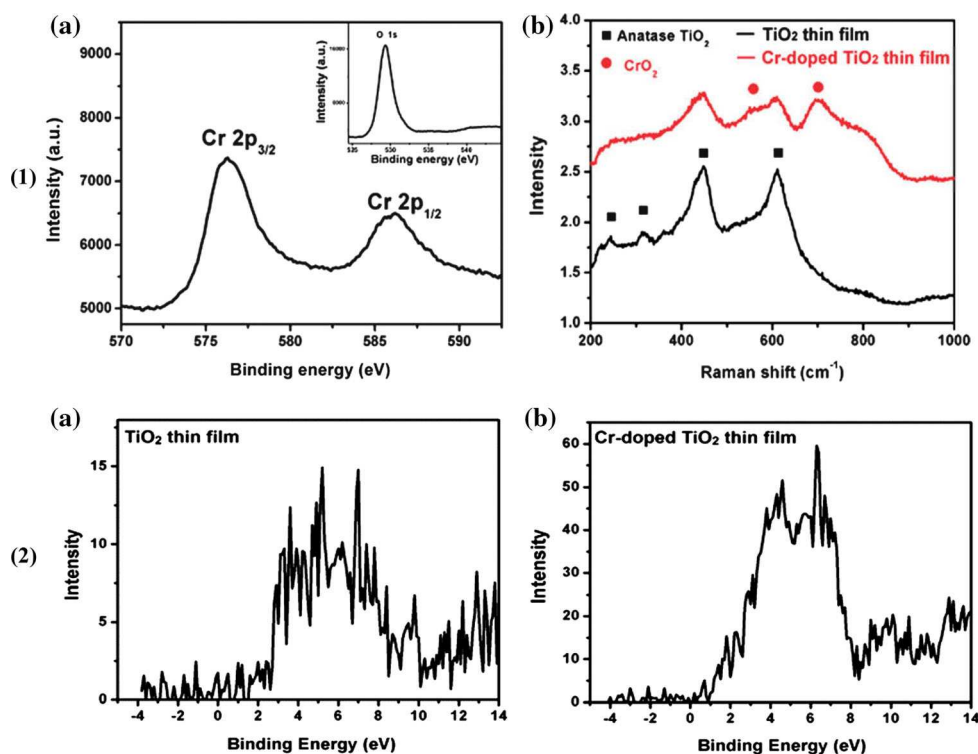 (1)
(a)
Intensity (a.u.)
9000
8000
7000
6000
5000
Cr 2p3/2
Cr 2p1/2
570 575 580 585 590
Binding energy (eV)
O 1s
Intensity (a.u.)
535 530 535 540
Binding energy (eV)
(b)
Intensity
4.0
3.5
3.0
2.5
2.0
1.5
1.0
Anatase TiO2
CrO2
TiO2 thin film
Cr-doped TiO2 thin film
200 400 600 800 1000
Raman shift (cm-1)
(2)
(a)
TiO2 thin film
Intensity
15
10
5
0
-4 -2 0 2 4 6 8 10 12 14
Binding Energy (eV)
(b)
Cr-doped TiO2 thin film
Intensity
60
50
40
30
20
10
0
-4 -2 0 2 4 6 8 10 12 14
Binding Energy (eV)